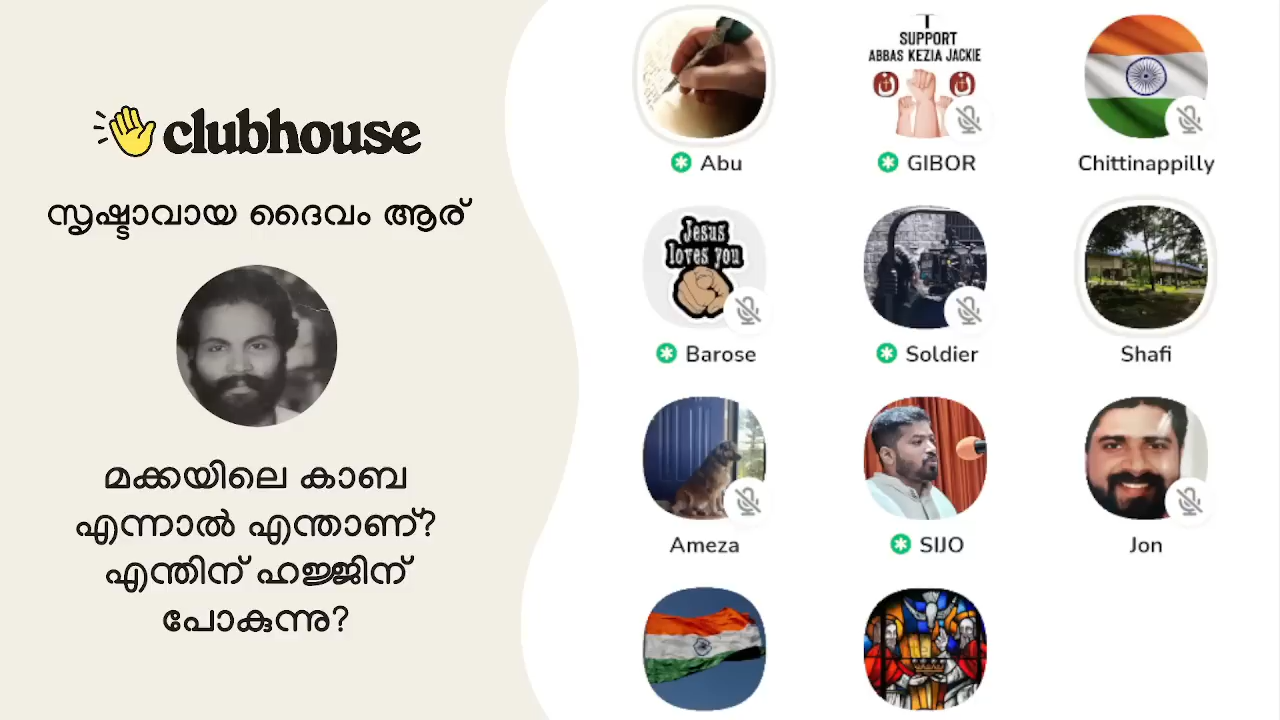 clubhouse
സൃഷ്ടാവായ ദൈവം ആര്
മക്കയിലെ കാബ
എന്നാൽ എന്താണ്?
എന്തിന് ഹജ്ജിന്
പോകുന്നു?
I
SUPPORT
ABBAS KEZIA JACKIE
Abu
GIBOR
Chittinappilly
Jesus
loves you
Barose
Soldier
Shafi
Ameza
SIJO
Jon